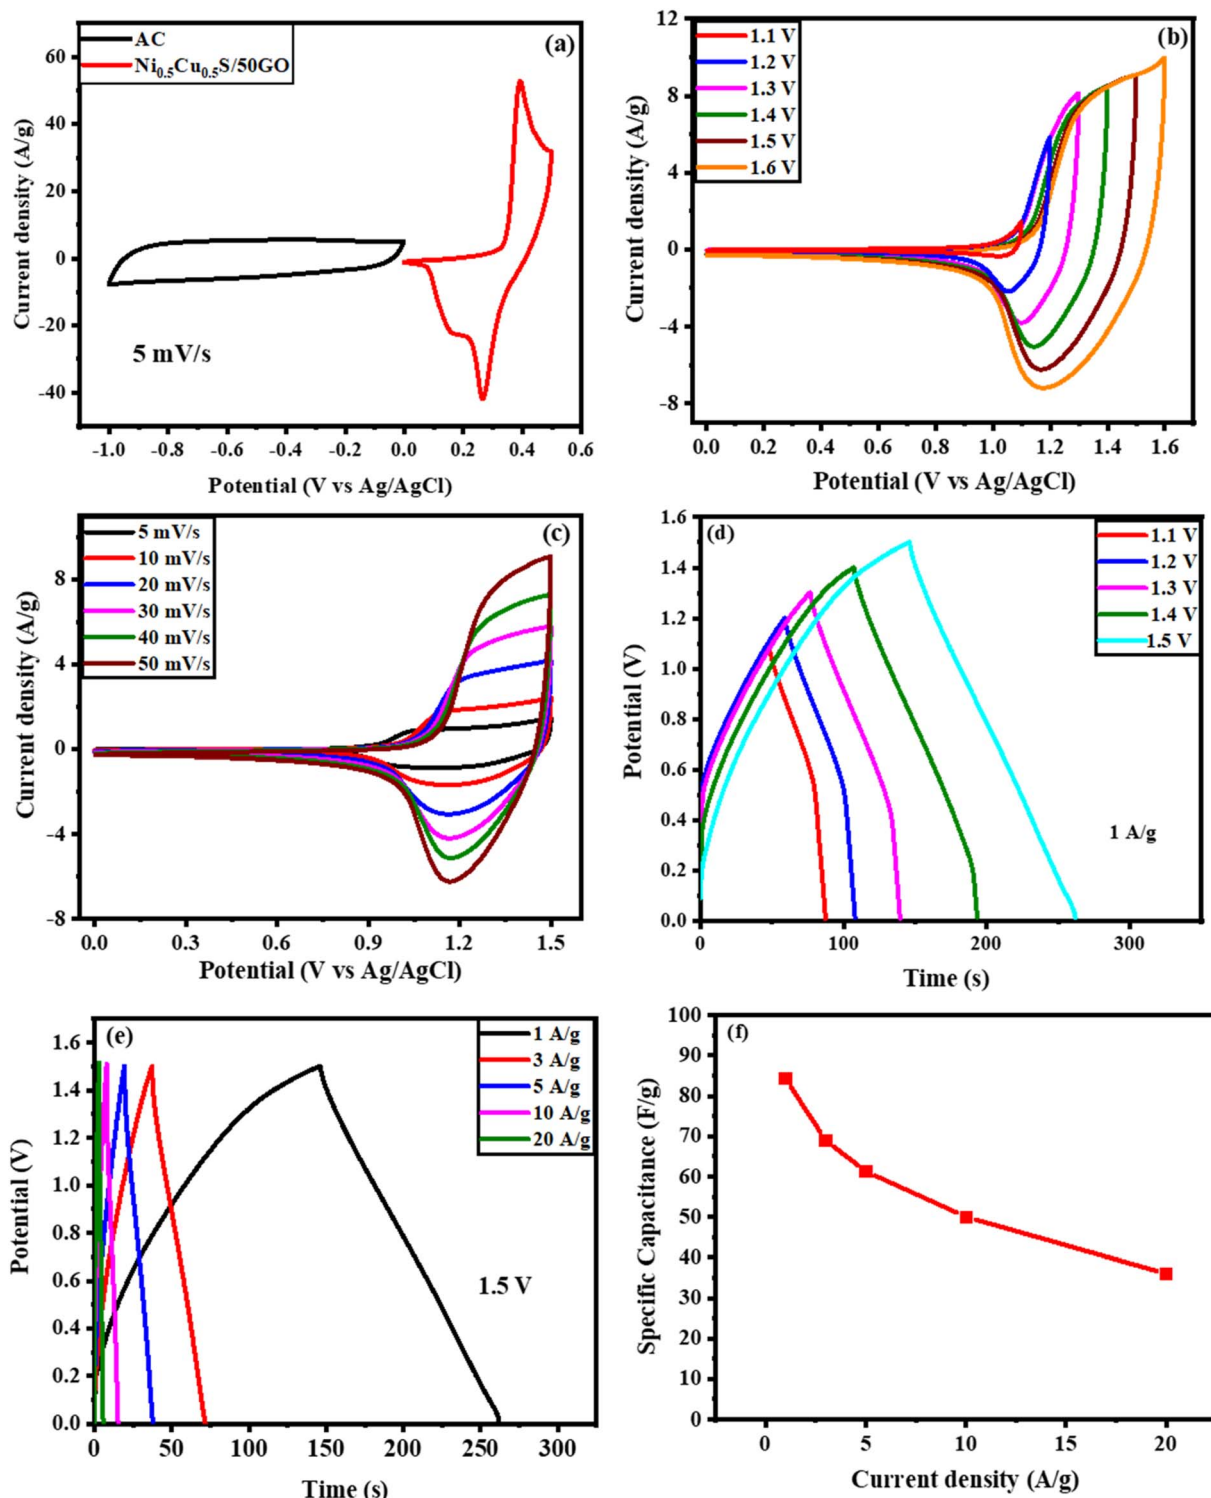 (a)
AC
Ni0.5Cu0.5S/50GO
60
40
20
0
-20
-40
Current density (A/g)
5 mV/s
-1.0 -0.8 -0.6 -0.4 -0.2 0.0 0.2 0.4 0.6
Potential (V vs Ag/AgCl)
(b)
1.1 V
1.2 V
1.3 V
1.4 V
1.5 V
1.6 V
12
8
4
0
-4
-8
Current density (A/g)
0.0 0.2 0.4 0.6 0.8 1.0 1.2 1.4 1.6
Potential (V vs Ag/AgCl)
(c)
5 mV/s
10 mV/s
20 mV/s
30 mV/s
40 mV/s
50 mV/s
8
4
0
-4
-8
Current density (A/g)
0.0 0.3 0.6 0.9 1.2 1.5
Potential (V vs Ag/AgCl)
(d)
1.1 V
1.2 V
1.3 V
1.4 V
1.5 V
1.6
1.4
1.2
1.0
0.8
0.6
0.4
0.2
0.0
Potential (V)
1 A/g
0 100 200 300
Time (s)
(e)
1 A/g
3 A/g
5 A/g
10 A/g
20 A/g
1.6
1.4
1.2
1.0
0.8
0.6
0.4
0.2
0.0
Potential (V)
1.5 V
0 50 100 150 200 250 300
Time (s)
(f)
100
90
80
70
60
50
40
30
20
10
0
Specific Capacitance (F/g)
0 5 10 15 20
Current density (A/g)